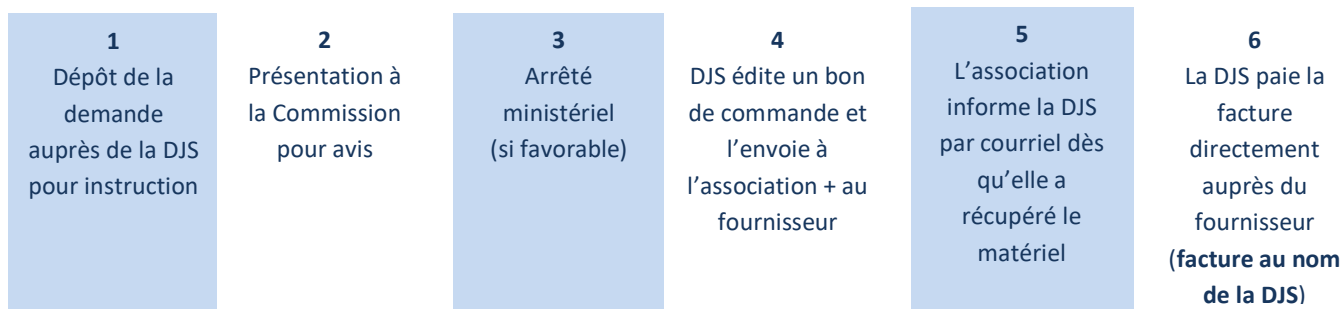 1
Dépôt de la
demande
auprès de la DJS
pour instruction
2
Présentation à
la Commission
pour avis
3
Arrêté
ministériel
(si favorable)
4
DJS édite un bon
de commande et
l’envoie à
l’association + au
fournisseur
5
L’association
informe la DJS
par courriel dès
qu’elle a
récupéré le
matériel
6
La DJS paie la
facture
directement
auprès du
fournisseur
(facture au nom
de la DJS)